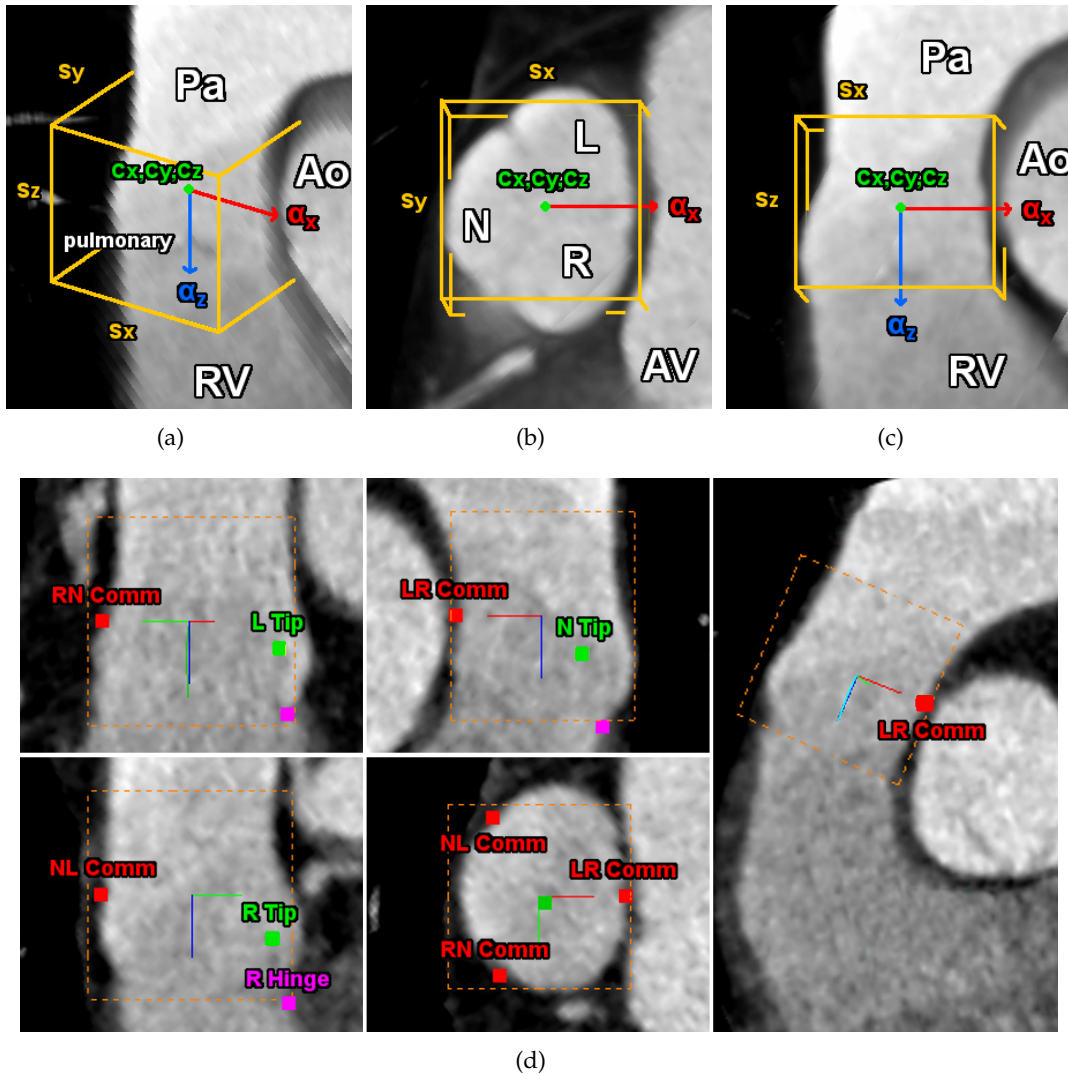 Pa
Sy
Cx,Cy,Cz
Ao
Sz
αx
pulmonary
αz
Sx
RV
Sx
L
Cx,Cy,Cz
Sy
αx
N
R
AV
Pa
Sx
Ao
Cx,Cy,Cz
Sz
αx
αz
RV
(a)
(b)
(c)
RN Comm
L Tip
LR Comm
N Tip
LR Comm
NL Comm
R Tip
R Hinge
NL Comm
LR Comm
RN Comm
(d)